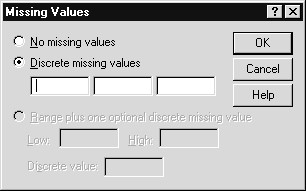 Missing Values
No missing values
OK
Discrete missing values
Cancel
Help
Range plus one optional discrete missing value
Low: High:
Discrete value: